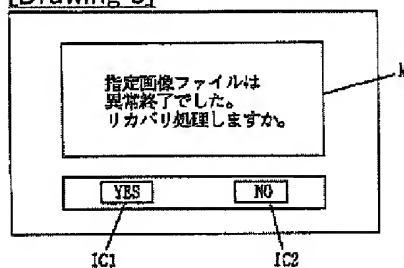 [Drawing 3]
指定画像ファイルは
異常終了でした。
リカバリ処理しますか。
YES
NO
IC1
IC2